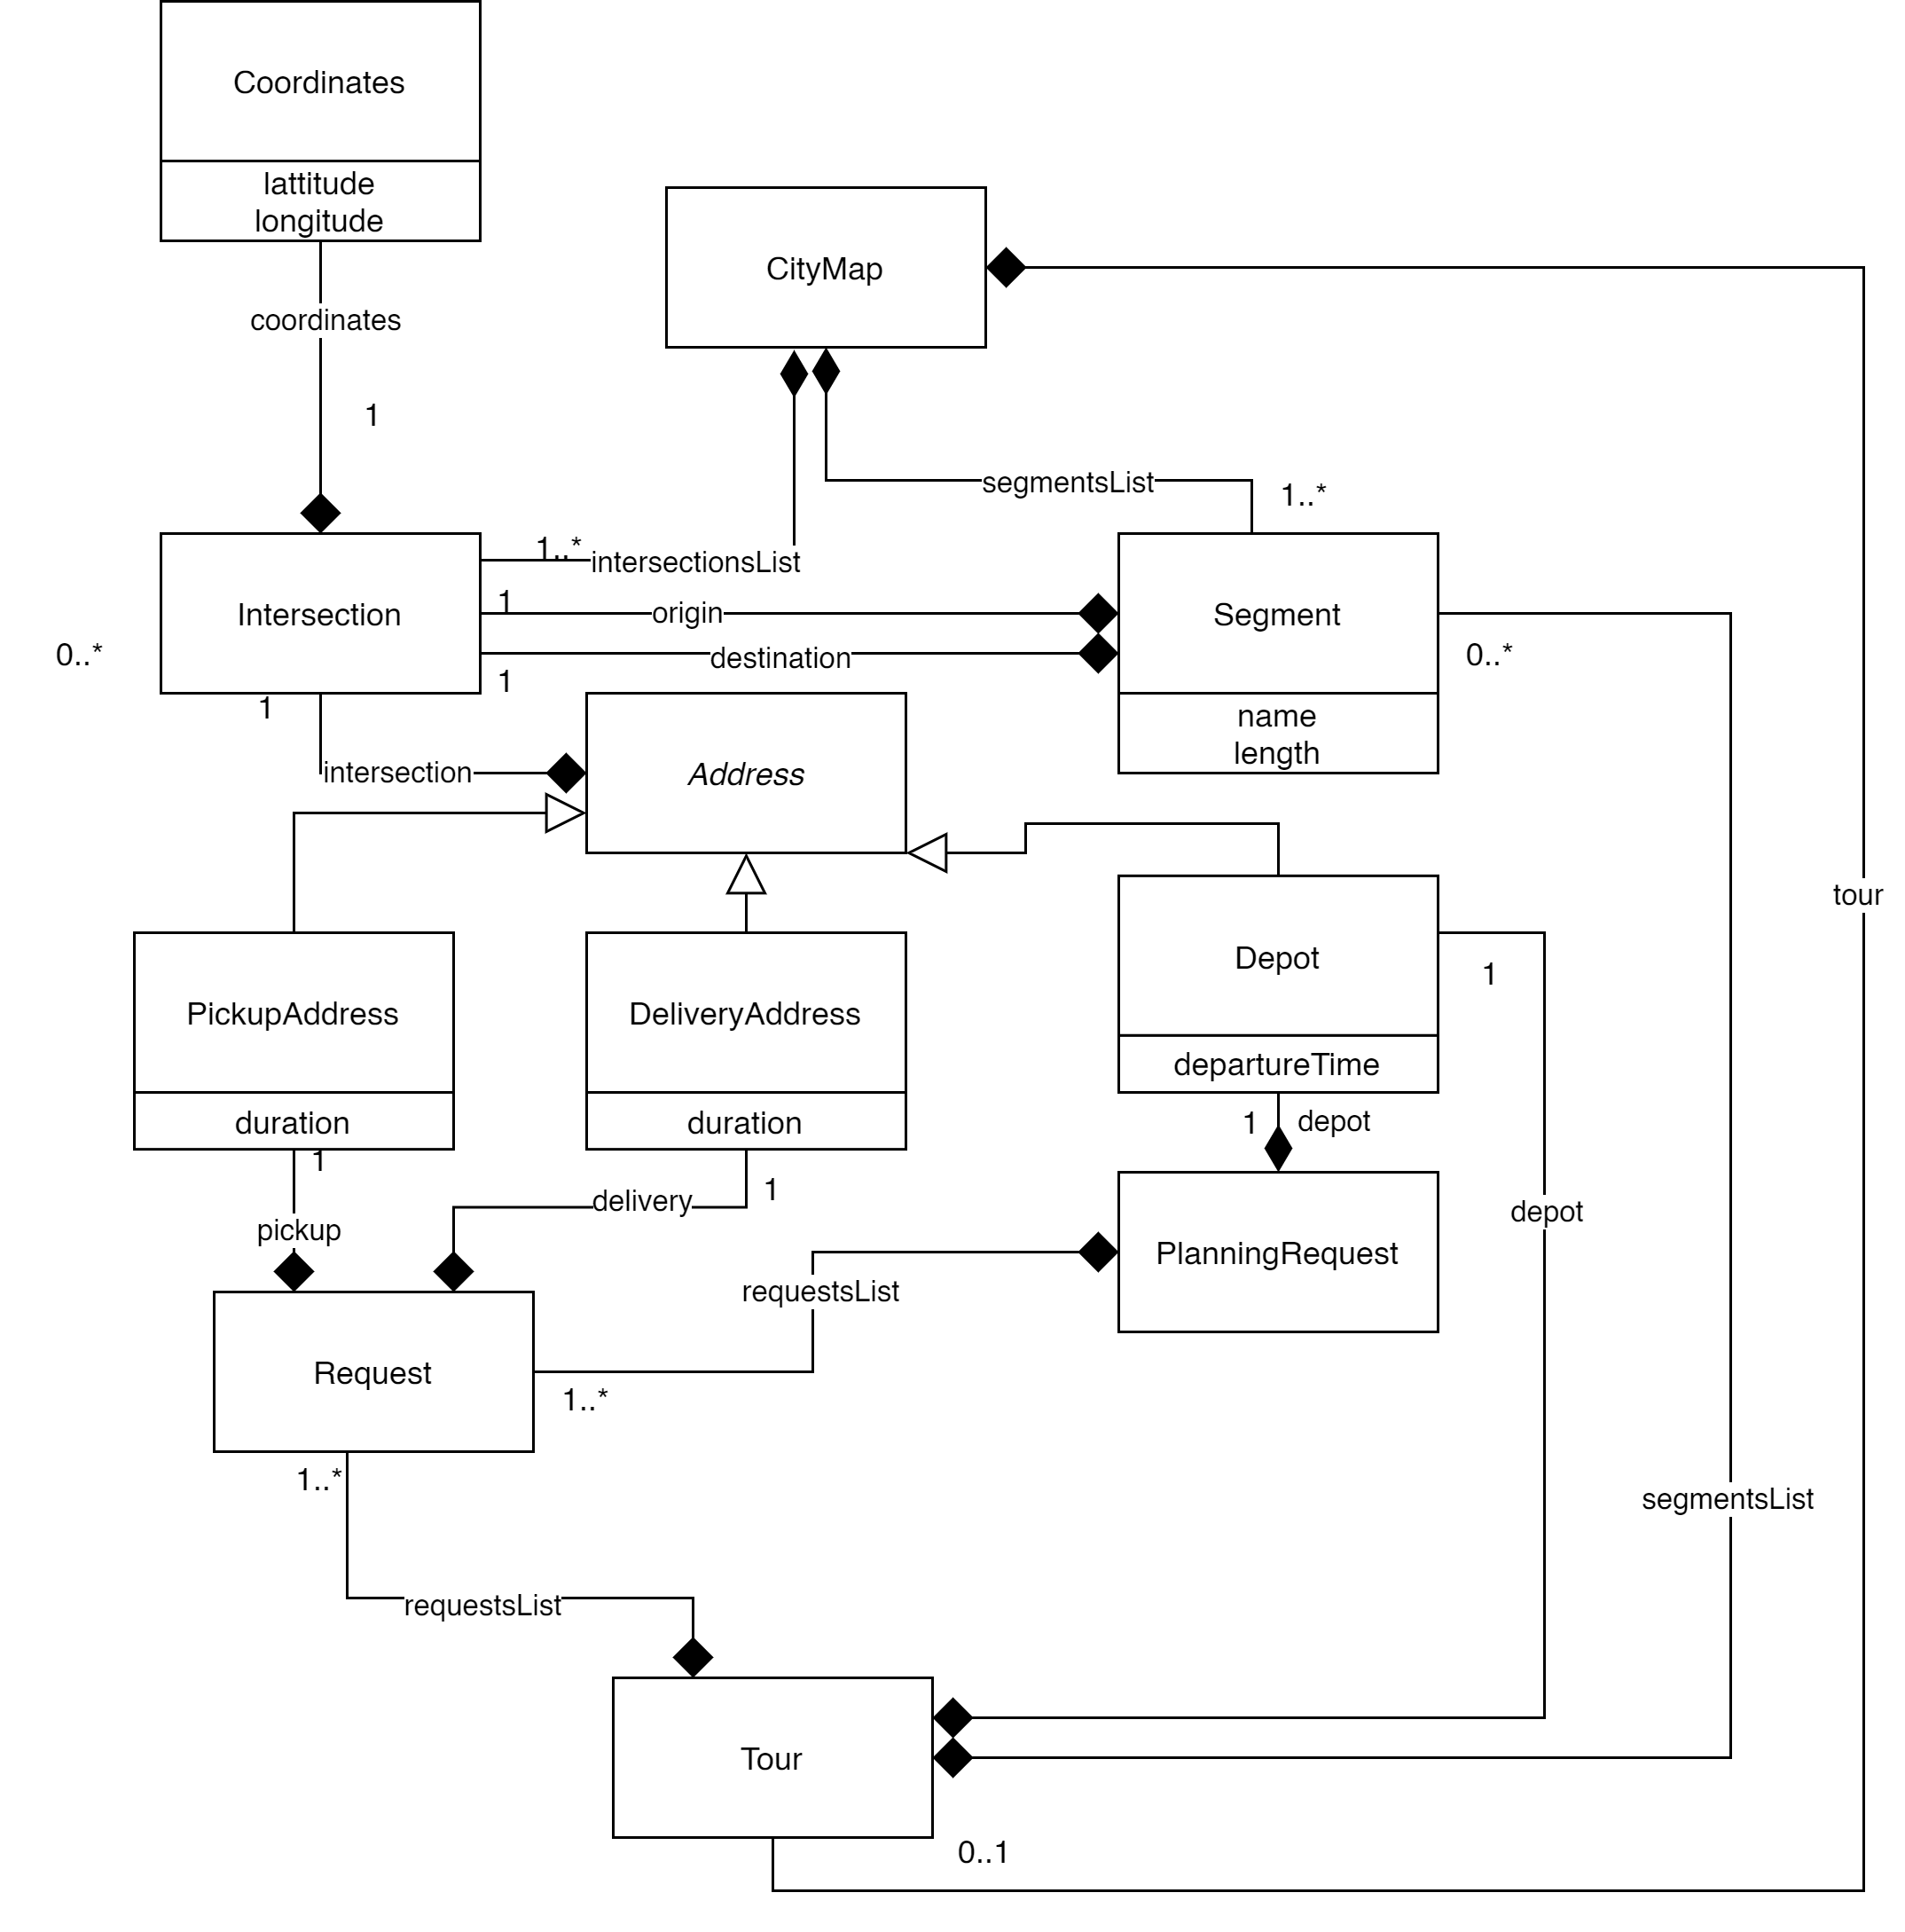 Coordinates
lattitude
longitude
CityMap
coordinates
1
segmentsList
1..*
1..*
intersectionsList
Intersection
1
origin
Segment
0..*
destination
0..*
1
1
name
length
intersection
Address
tour
Depot
1
PickupAddress
DeliveryAddress
departureTime
duration
duration
1
depot
1
1
delivery
depot
pickup
PlanningRequest
requestsList
Request
1..*
1..*
segmentsList
requestsList
Tour
0..1